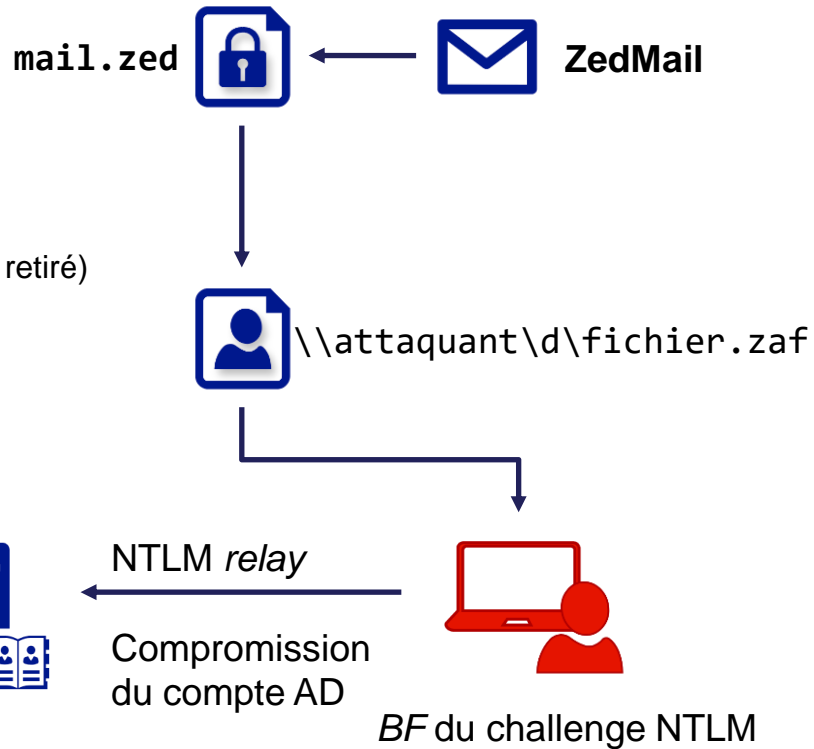 mail.zed
ZedMail
retiré)
\\attaquant\d\fichier.zaf
NTLM relay
Compromission
du compte AD
BF du challenge NTLM